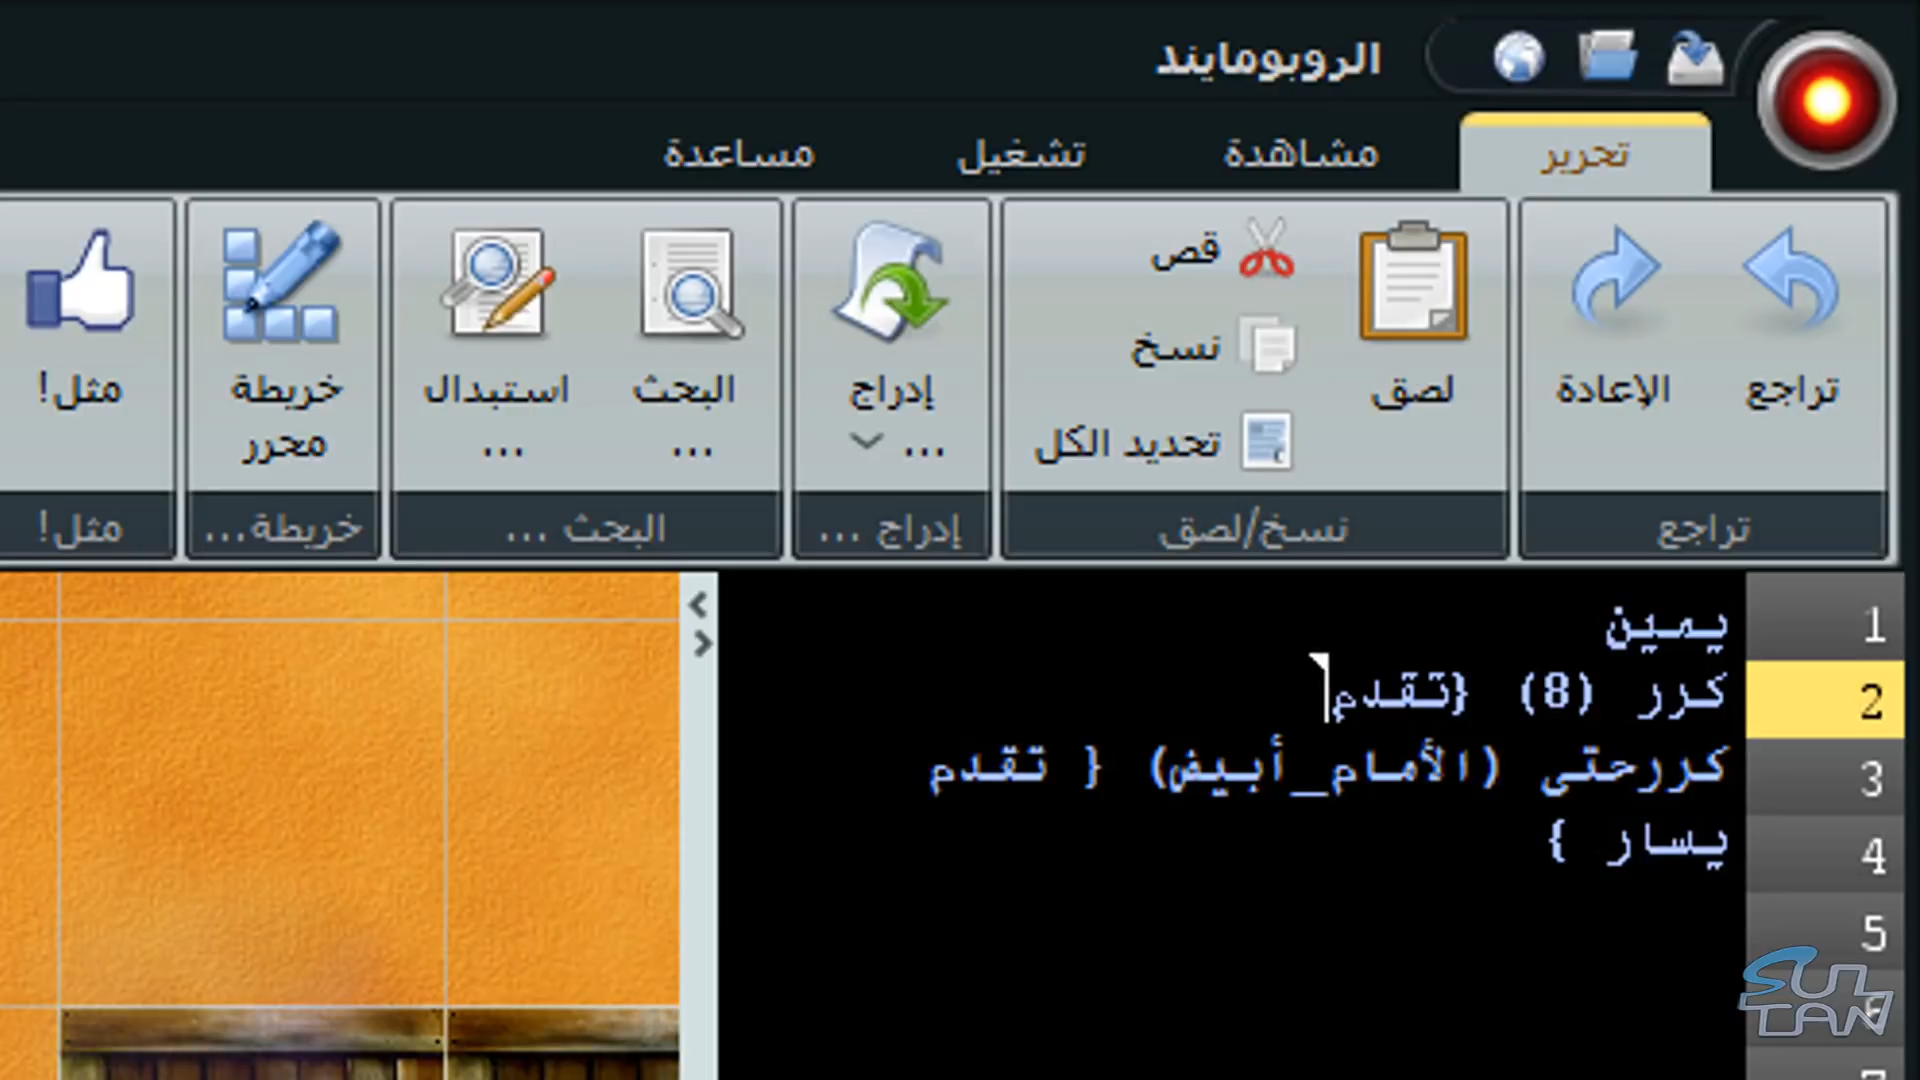 الروبومايند
تحرير
مشاهدة
تشغيل
مساعدة
تراجع
الإعادة
لصق
قص
نسخ
تحديد الكل
إدراج
...
البحث
...
استبدال
...
خريطة
محرر
مثل!
تراجع
نسخ/لصق
إدراج ...
البحث ...
خريطة...
مثل!
1 يمين
2 كرر (8) {تقدم
3 كررحتى (الأمام_أبيض) { تقدم
4 يسار }
5
6
SULTAN